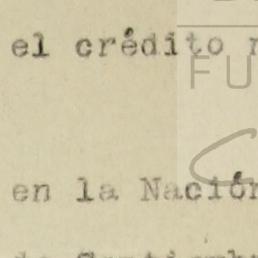 el crédito
FU
en la Nación